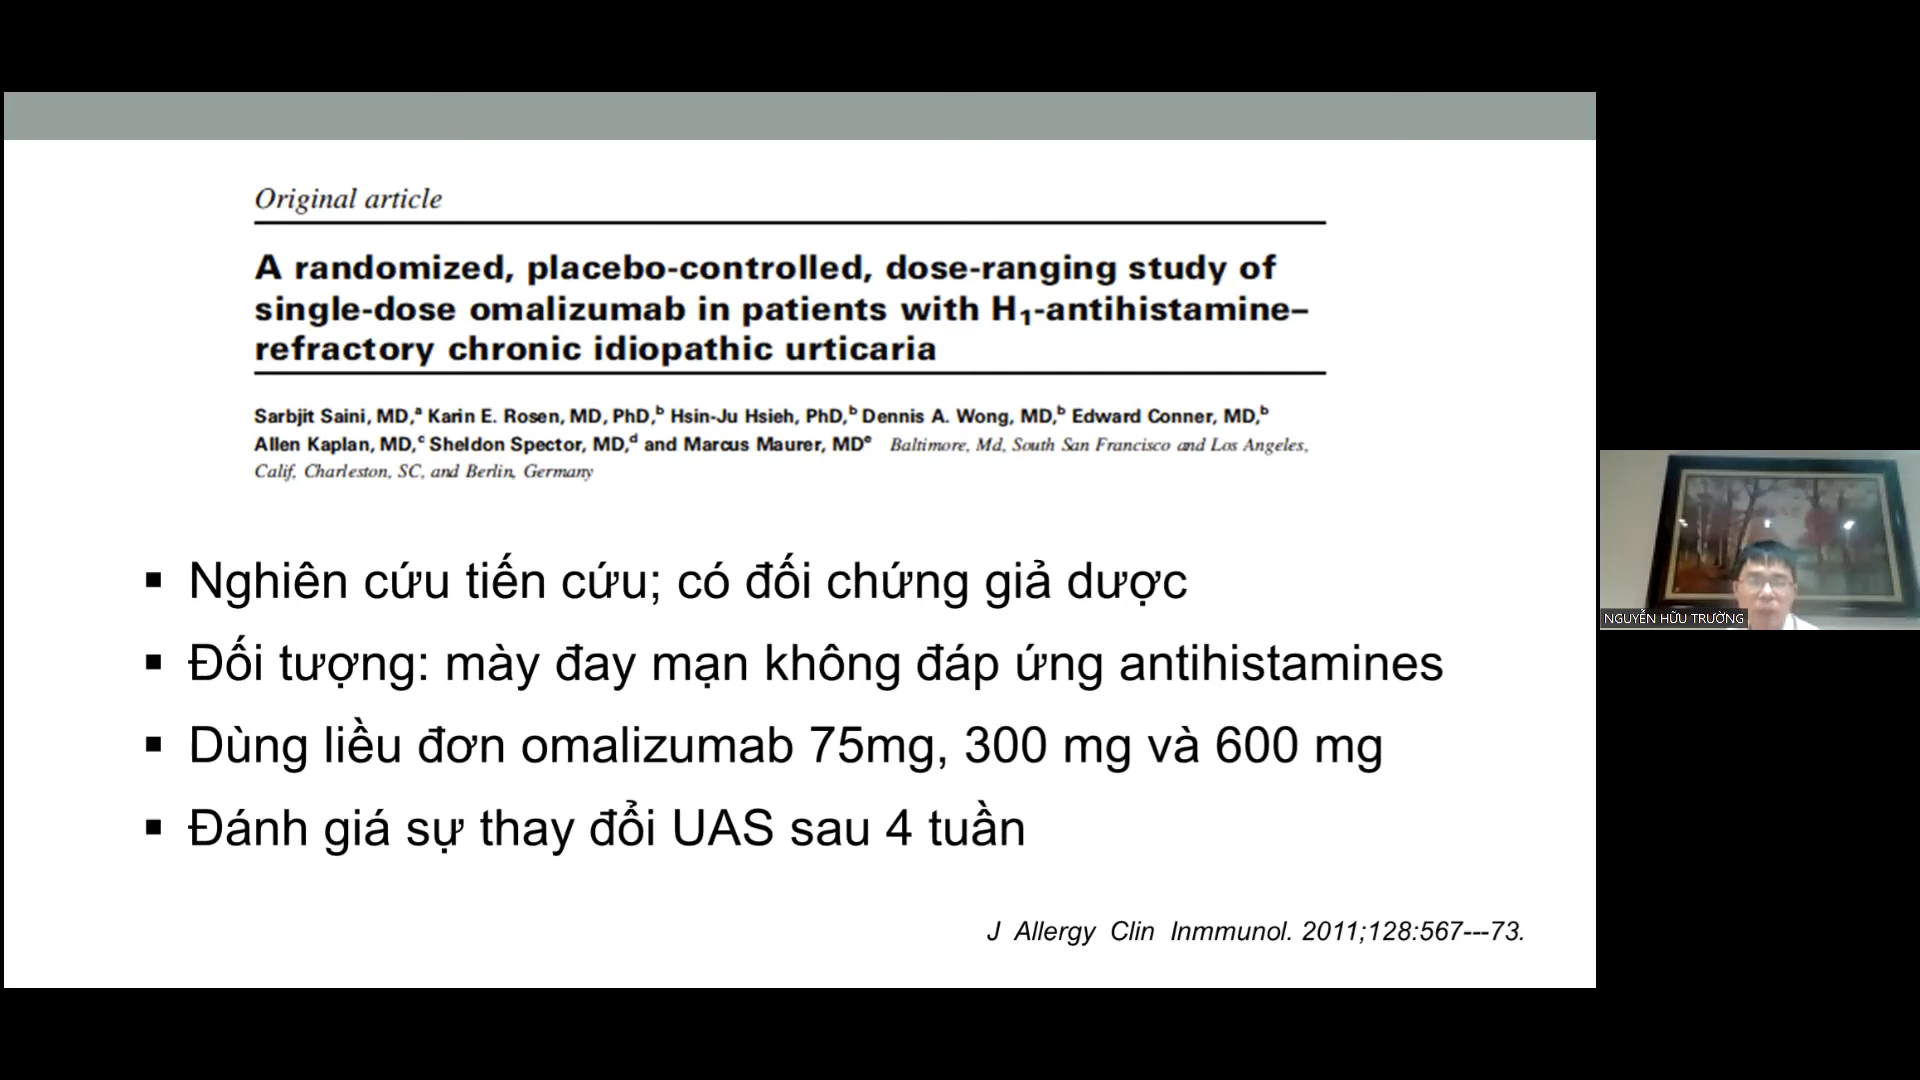 Original article
A randomized, placebo-controlled, dose-ranging study of
single-dose omalizumab in patients with H₁-antihistamine–
refractory chronic idiopathic urticaria
Sarbjit Saini, MD,ᵃ Karin E. Rosen, MD, PhD,ᵇ Hsin-Ju Hsieh, PhD,ᵇ Dennis A. Wong, MD,ᵇ Edward Conner, MD,ᵇ
Allen Kaplan, MD,ᶜ Sheldon Spector, MD,ᵈ and Marcus Maurer, MDᵉ Baltimore, Md, South San Francisco and Los Angeles,
Calif, Charleston, SC, and Berlin, Germany
▪ Nghiên cứu tiến cứu; có đối chứng giả dược
▪ Đối tượng: mày đay mạn không đáp ứng antihistamines
▪ Dùng liều đơn omalizumab 75mg, 300 mg và 600 mg
▪ Đánh giá sự thay đổi UAS sau 4 tuần
J Allergy Clin Inmmunol. 2011;128:567---73.
NGUYỄN HỮU TRƯỜNG